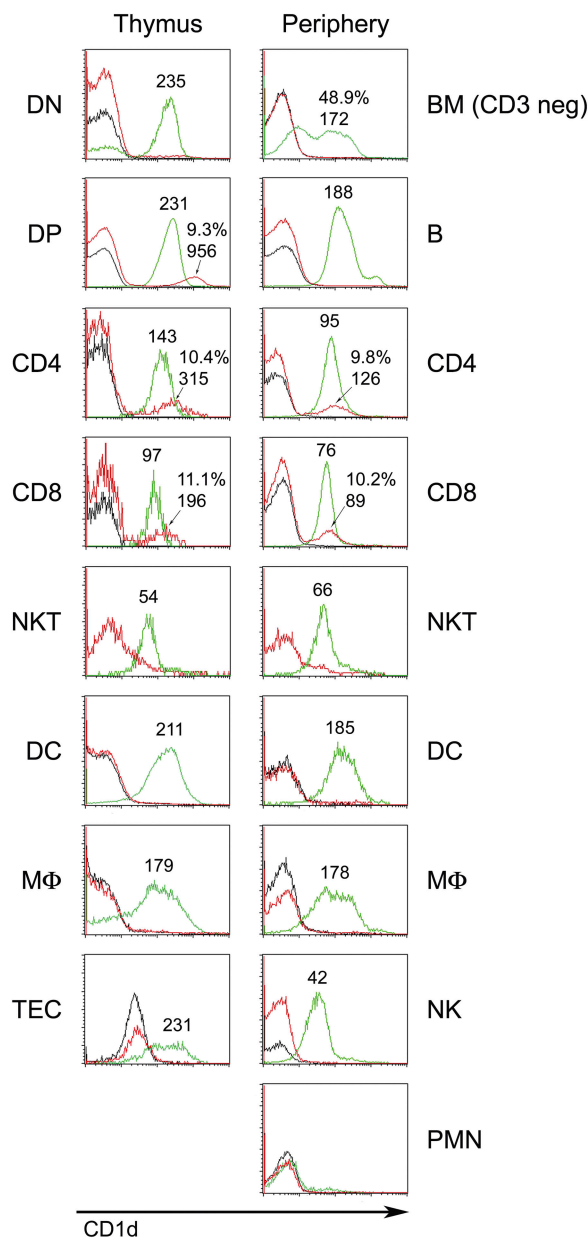 Thymus Periphery
DN 235 48.9% BM (CD3 neg)
172
DP 231 188 B
9.3%
956
CD4 143 95 CD4
10.4% 9.8%
315 126
CD8 97 76 CD8
11.1% 10.2%
196 89
NKT 54 66 NKT
DC 211 185 DC
MΦ 179 178 MΦ
TEC 231 42 NK
PMN
CD1d